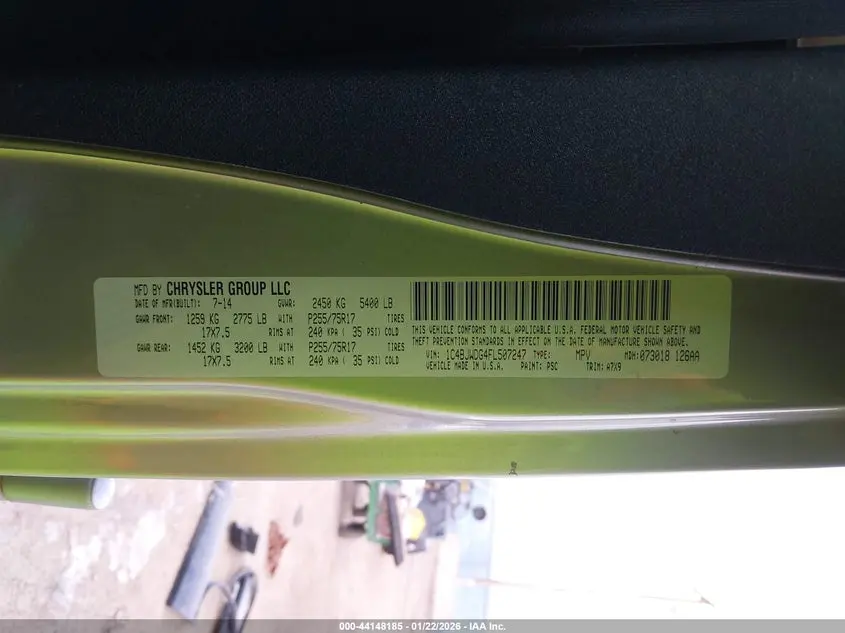 MFD BY CHRYSLER GROUP LLC
DATE OF MFR(BUILT): 7-14 GVWR: 2450 KG 5400 LB
GAWR FRONT: 1259 KG 2775 LB WITH P255/75R17 TIRES
17X7.5 RIMS AT 240 KPA ( 35 PSI) COLD
GAWR REAR: 1452 KG 3200 LB WITH P255/75R17 TIRES
17X7.5 RIMS AT 240 KPA ( 35 PSI) COLD
THIS VEHICLE CONFORMS TO ALL APPLICABLE U.S.A. FEDERAL MOTOR VEHICLE SAFETY AND
THEFT PREVENTION STANDARDS IN EFFECT ON THE DATE OF MANUFACTURE SHOWN ABOVE.
VIN: 1C4BJWDG4FL507247 TYPE: MPV MDH: 073018 126AA
VEHICLE MADE IN U.S.A. PAINT: PSC TRIM: A7X9
000-44148185 - 01/22/2026 - IAA Inc.